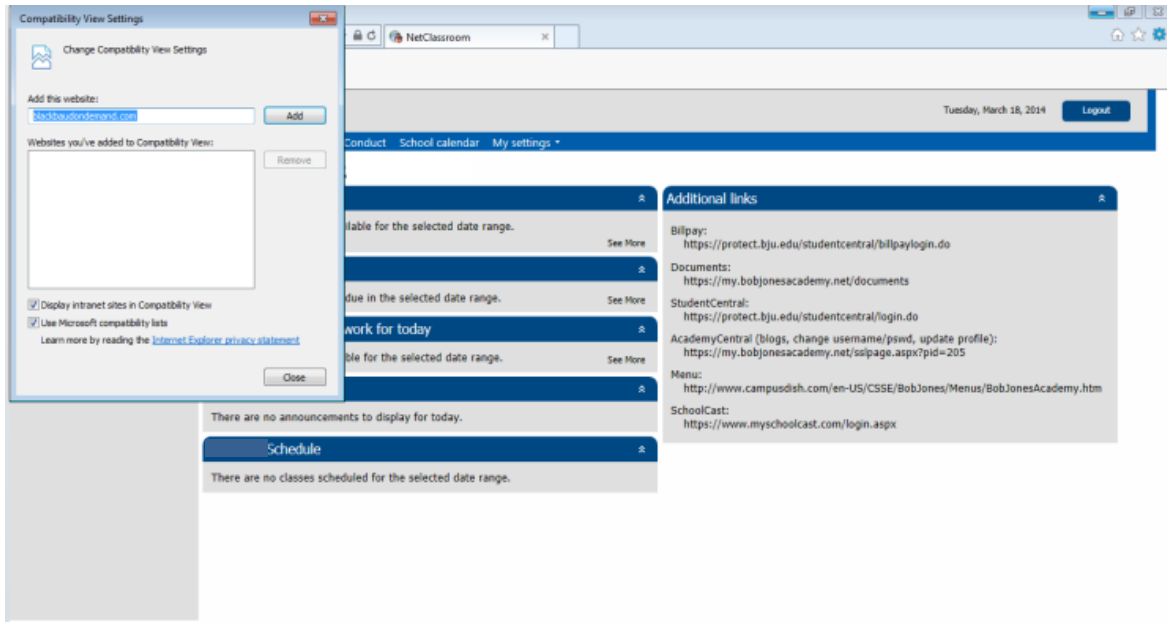 Compatibility View Settings
Change Compatibility View Settings
Add this website:
blackbaudondemand.com
Add
Websites you've added to Compatibility View:
Remove
Display intranet sites in Compatibility View
Use Microsoft compatibility lists
Learn more by reading the Internet Explorer privacy statement
Close
NetClassroom
Tuesday, March 18, 2014
Logout
Conduct School calendar My settings
ilable for the selected date range.
See More
due in the selected date range.
See More
work for today
ble for the selected date range.
See More
There are no announcements to display for today.
Schedule
There are no classes scheduled for the selected date range.
Additional links
Billpay:
https://protect.bju.edu/studentcentral/billpaylogin.do
Documents:
https://my.bobjonesacademy.net/documents
StudentCentral:
https://protect.bju.edu/studentcentral/login.do
AcademyCentral (blogs, change username/pswd, update profile):
https://my.bobjonesacademy.net/sslpage.aspx?pid=205
Menu:
http://www.campusdish.com/en-US/CSSE/BobJones/Menus/BobJonesAcademy.htm
SchoolCast:
https://www.myschoolcast.com/login.aspx